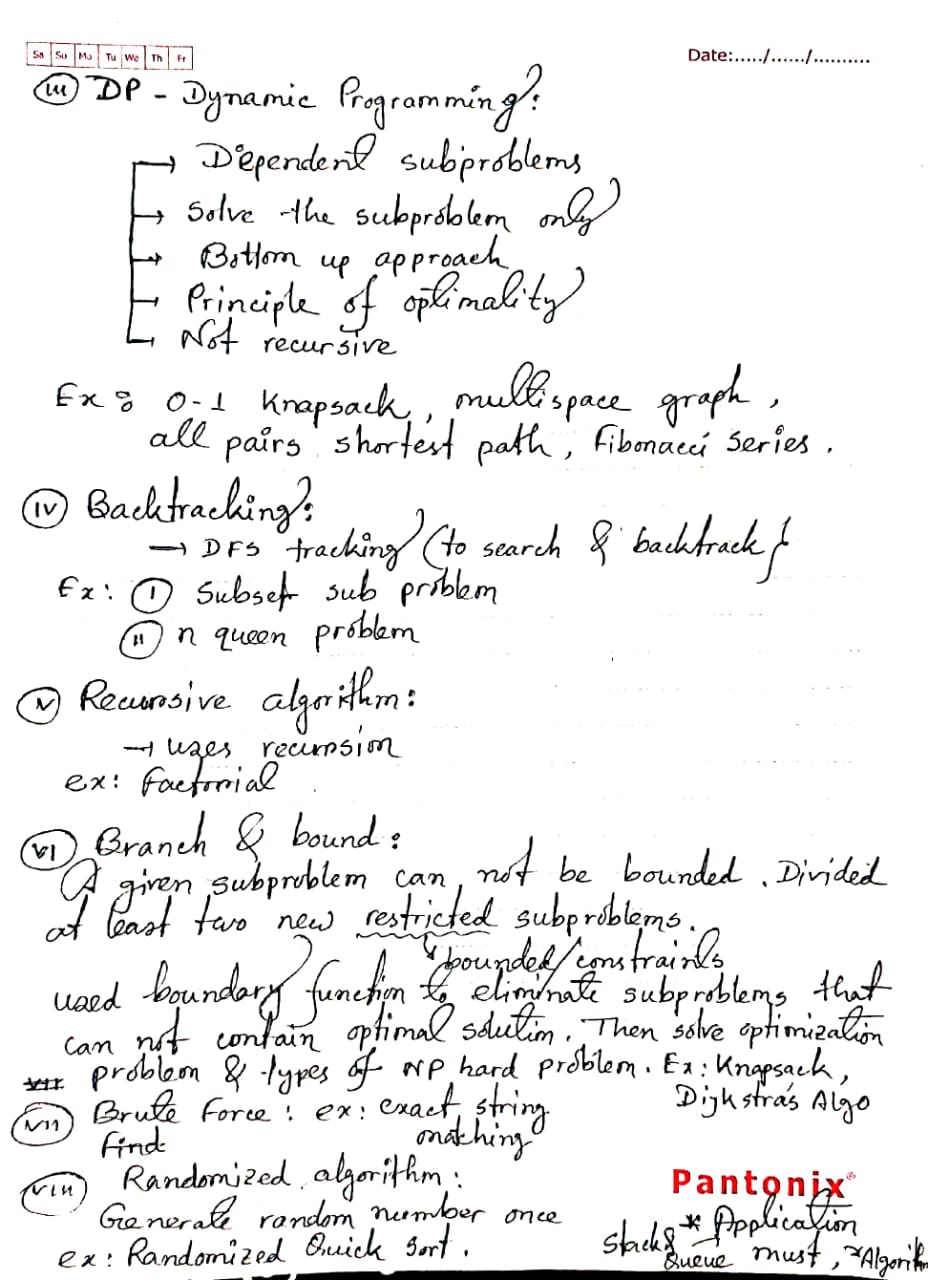 Sa Su Mo Tu We Th Fr
Date:...../....../..........
(III) DP - Dynamic Programming:
→ Dependent subproblems
→ Solve the subproblem only
→ Bottom up approach
→ Principle of optimality
→ Not recursive
Ex: 0-1 Knapsack, multispace graph,
all pairs shortest path, Fibonacci Series.
(IV) Backtracking:
→ DFS tracking (to search & backtrack)
Ex: (I) Subset sub problem
(II) n queen problem
(V) Recursive algorithm:
→ uses recursion
ex: Factorial
(VI) Branch & bound:
A given subproblem can not be bounded. Divided
at least two new restricted subproblems.
bounded/constraints
used boundary function to eliminate subproblems that
can not contain optimal solution. Then solve optimization
problem & types of NP hard problem. Ex: Knapsack,
Dijkstra's Algo
(VII) Brute Force: ex: exact string
find matching
(VIII) Randomized algorithm:
Generate random number once
ex: Randomized Quick Sort.
Pantonix®
* Application
Stack &
Queue must, *Algorithm